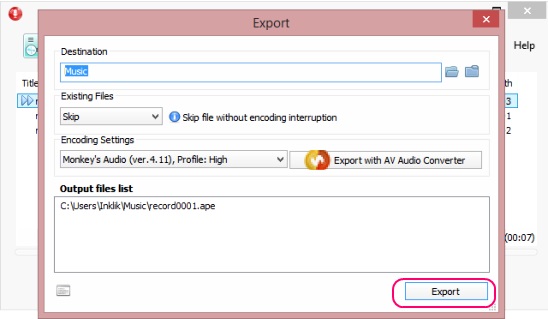 Export
Help
Title
th
Destination
Music
Existing Files
Skip
Skip file without encoding interruption
3
1
2
Encoding Settings
Monkey's Audio (ver.4.11), Profile: High
Export with AV Audio Converter
Output files list
C:\Users\Inklik\Music\record0001.ape
(00:07)
Export